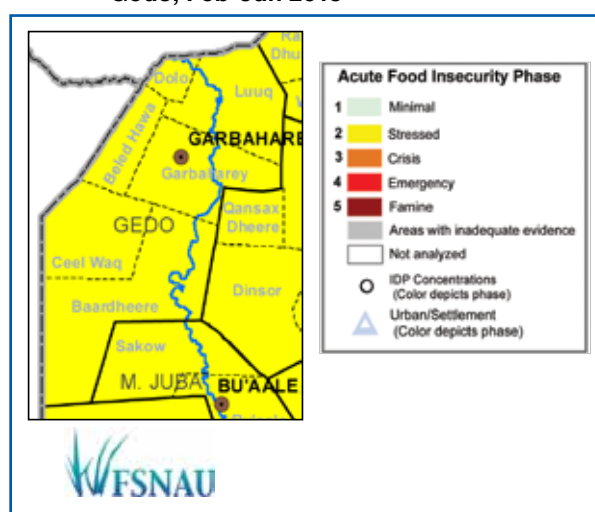 Dolo
Luuq
Beled Hawa
GARBAHARE
Garbaharey
GEDO
Qansax
Dheere
Ceel Waq
Dinsor
Baardheere
Sakow
M. JUBA
BU'AALE
Acute Food Insecurity Phase
1 Minimal
2 Stressed
3 Crisis
4 Emergency
5 Famine
Areas with inadequate evidence
Not analyzed
IDP Concentrations
(Color depicts phase)
Urban/Settlement
(Color depicts phase)
FSNAU